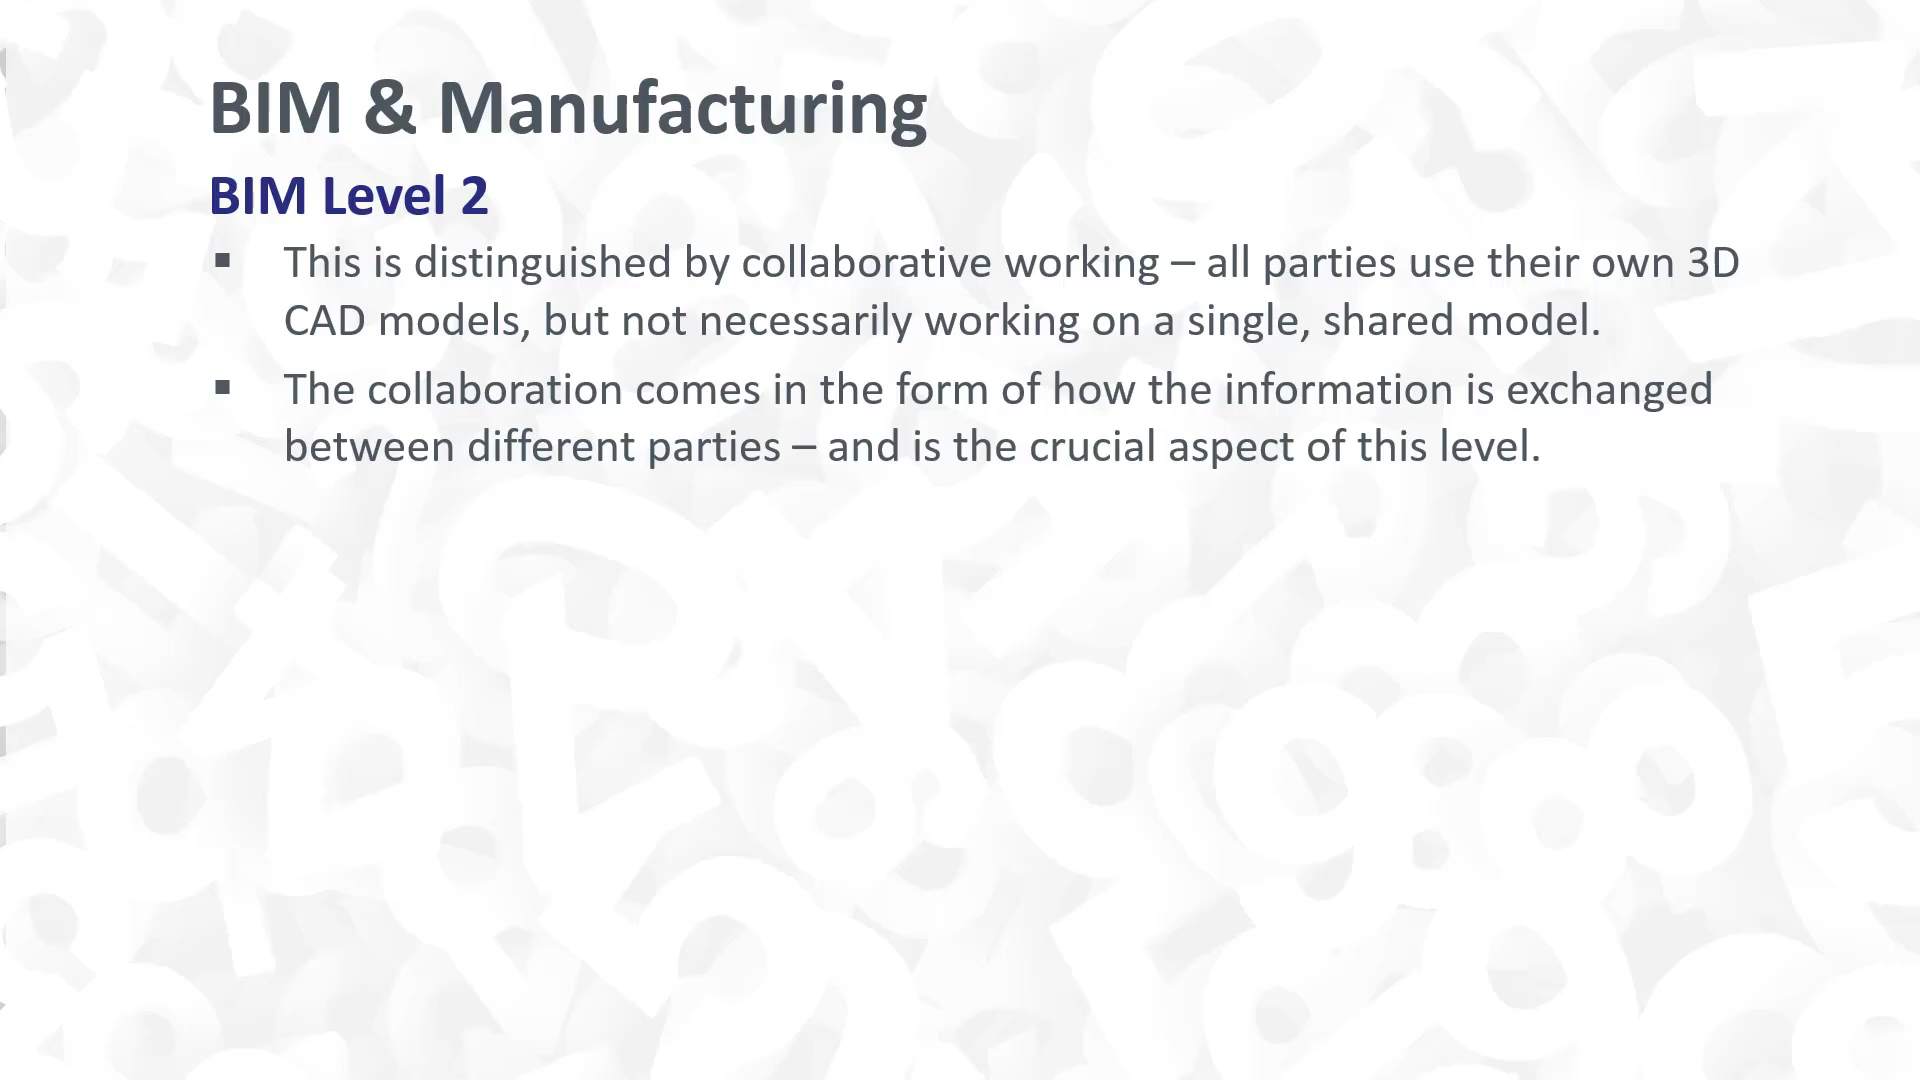 BIM & Manufacturing
BIM Level 2
▪ This is distinguished by collaborative working – all parties use their own 3D
CAD models, but not necessarily working on a single, shared model.
▪ The collaboration comes in the form of how the information is exchanged
between different parties – and is the crucial aspect of this level.